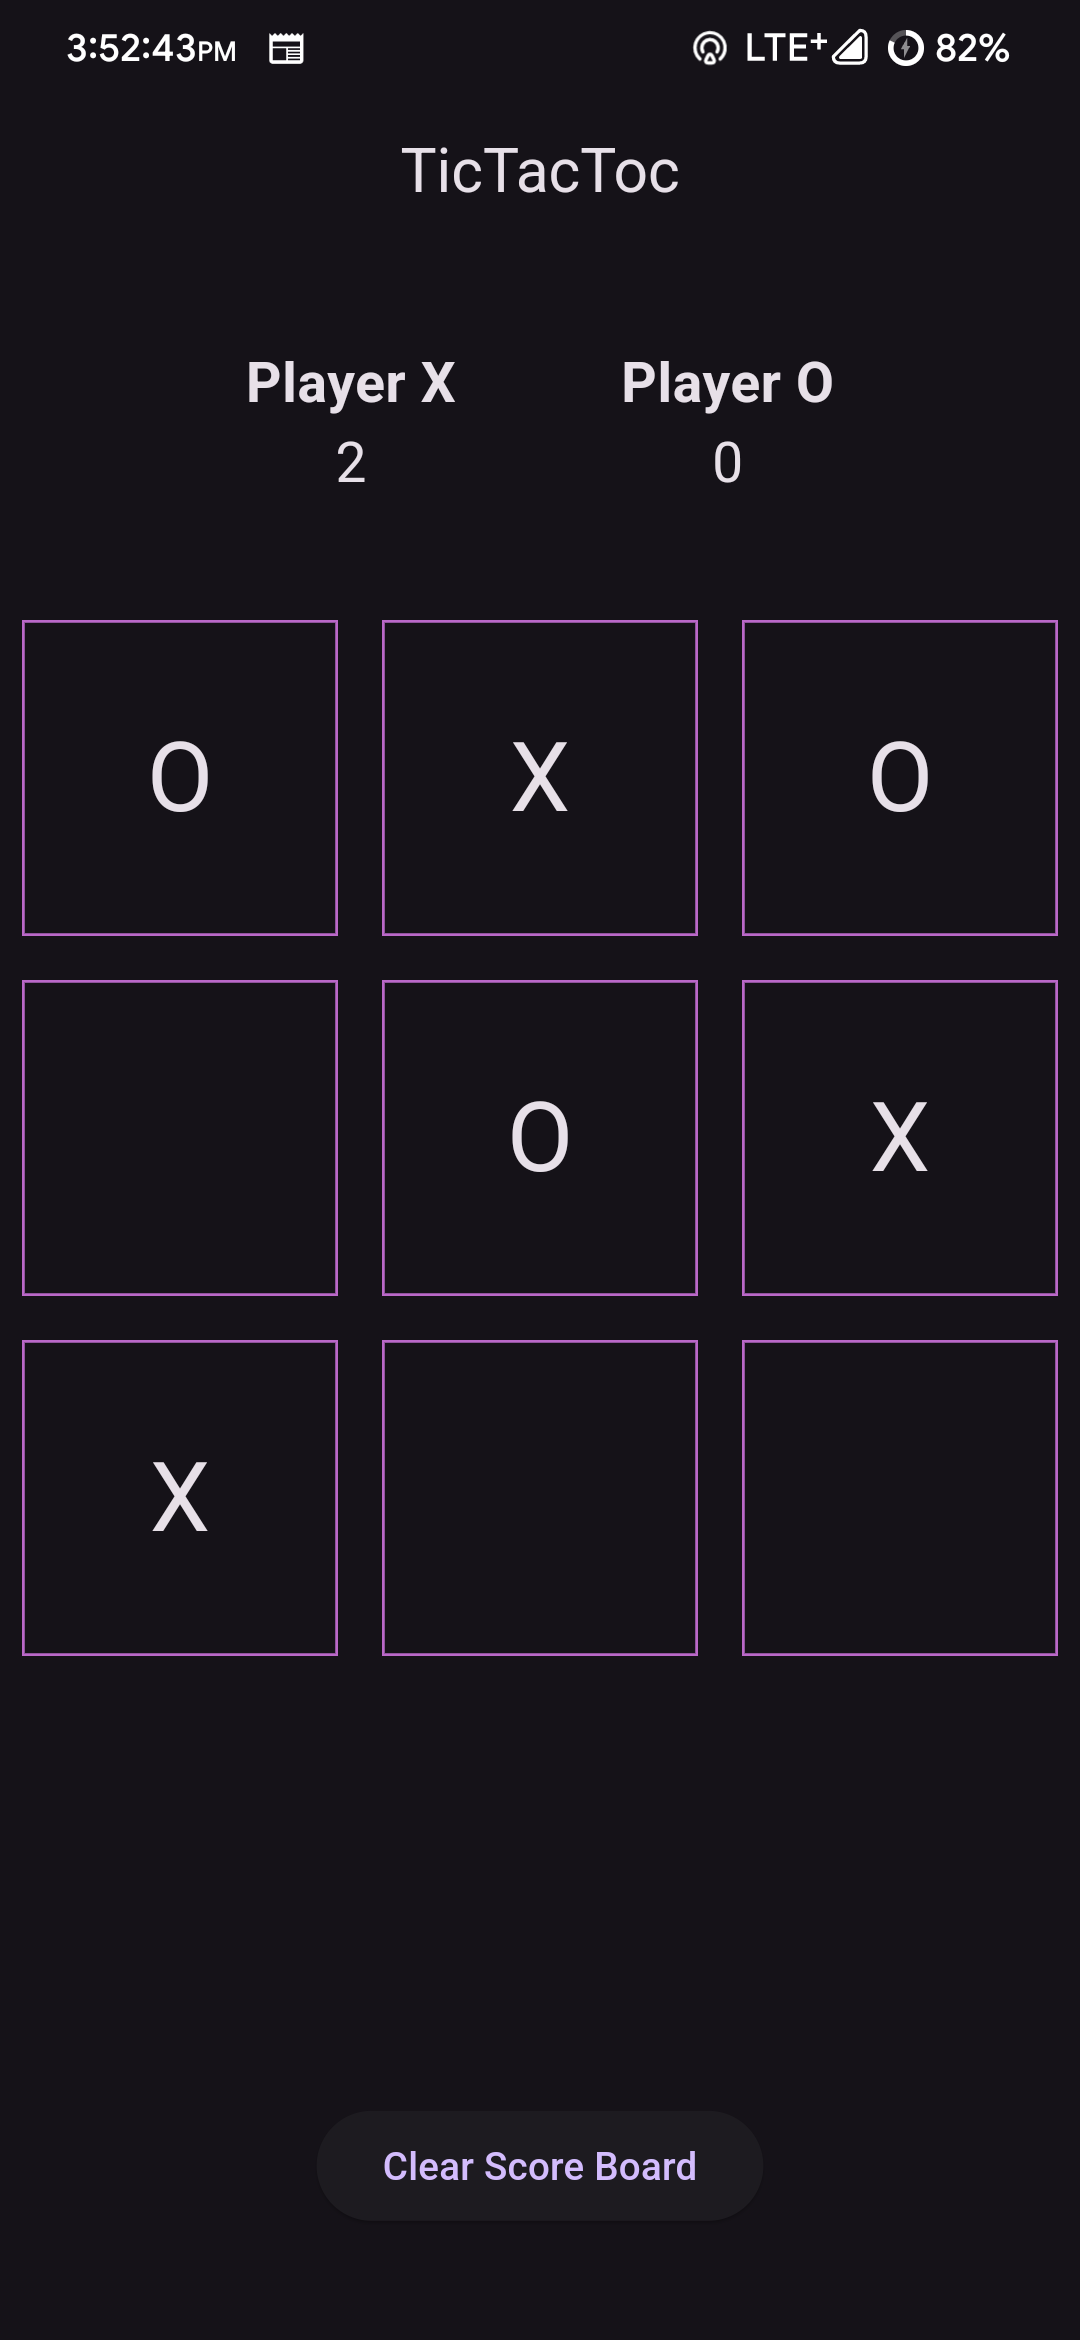 3:52:43PM LTE+ 82%
TicTacToc
Player X Player O
2 0
O X O
O X
X
Clear Score Board